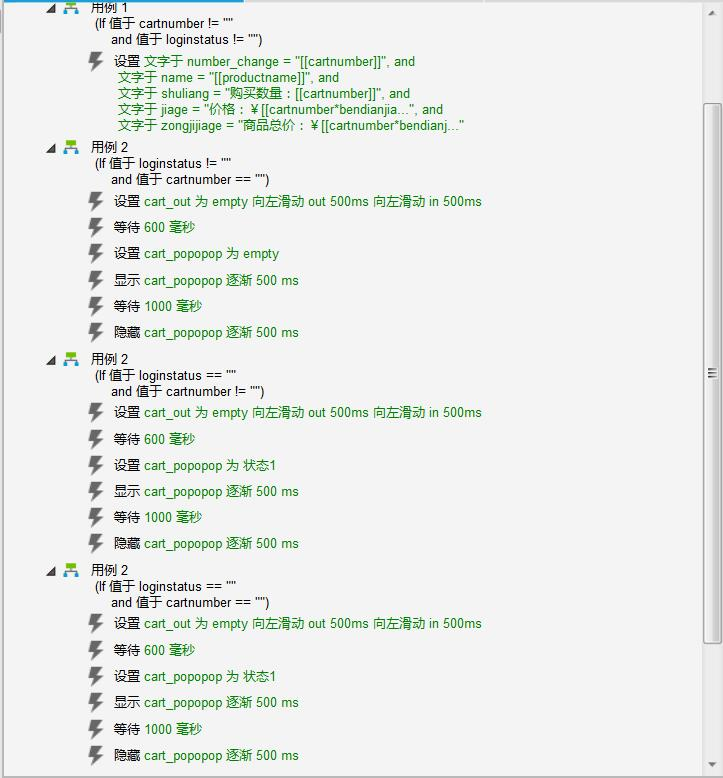 用例 1
(If 值于 cartnumber != ""
and 值于 loginstatus != "")
设置 文字于 number_change = "[[cartnumber]]", and
文字于 name = "[[productname]]", and
文字于 shuliang = "购买数量：[[cartnumber]]", and
文字于 jiage = "价格：￥[[cartnumber*bendianjia...", and
文字于 zongjijiage = "商品总价：￥[[cartnumber*bendianj..."
用例 2
(If 值于 loginstatus != ""
and 值于 cartnumber == "")
设置 cart_out 为 empty 向左滑动 out 500ms 向左滑动 in 500ms
等待 600 毫秒
设置 cart_popopop 为 empty
显示 cart_popopop 逐渐 500 ms
等待 1000 毫秒
隐藏 cart_popopop 逐渐 500 ms
用例 2
(If 值于 loginstatus == ""
and 值于 cartnumber != "")
设置 cart_out 为 empty 向左滑动 out 500ms 向左滑动 in 500ms
等待 600 毫秒
设置 cart_popopop 为 状态1
显示 cart_popopop 逐渐 500 ms
等待 1000 毫秒
隐藏 cart_popopop 逐渐 500 ms
用例 2
(If 值于 loginstatus == ""
and 值于 cartnumber == "")
设置 cart_out 为 empty 向左滑动 out 500ms 向左滑动 in 500ms
等待 600 毫秒
设置 cart_popopop 为 状态1
显示 cart_popopop 逐渐 500 ms
等待 1000 毫秒
隐藏 cart_popopop 逐渐 500 ms